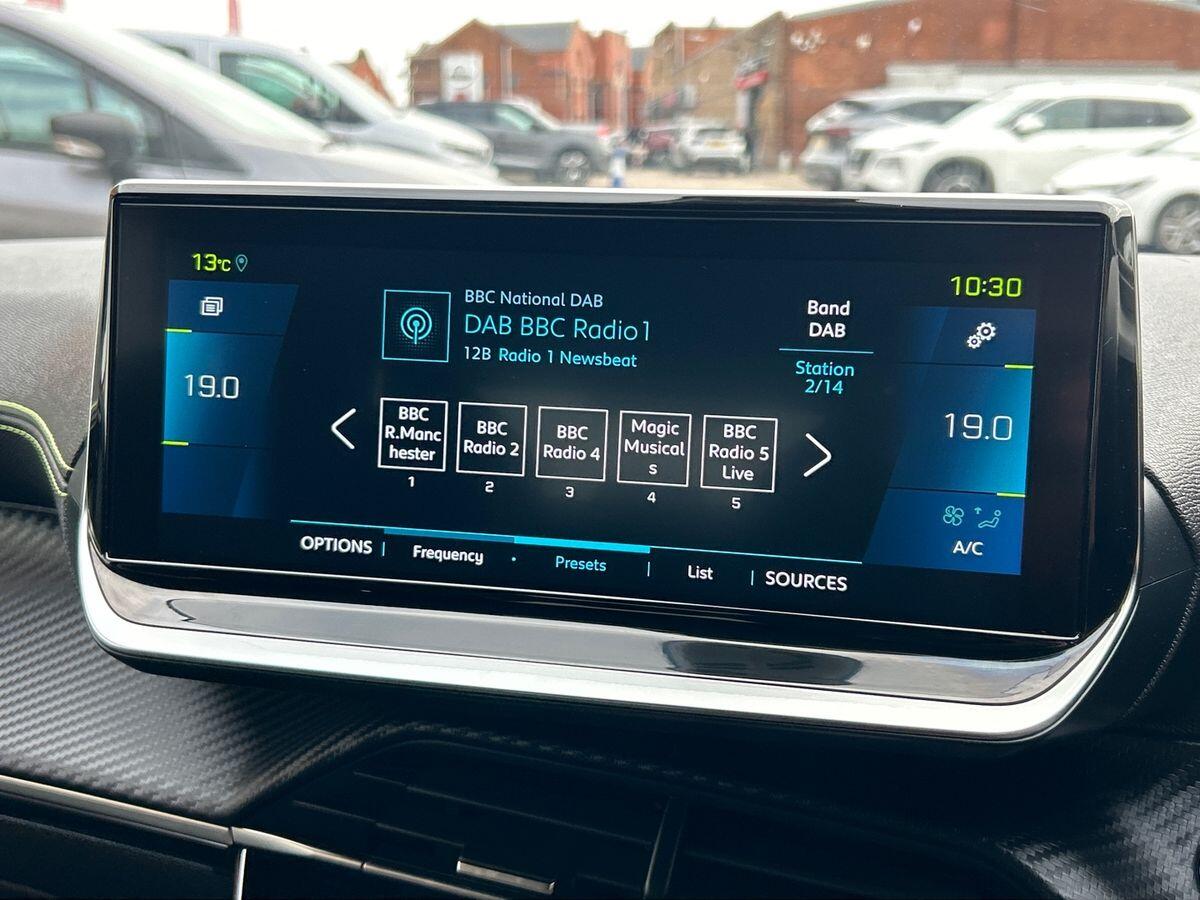 13°C
10:30
BBC National DAB
DAB BBC Radio1
12B Radio 1 Newsbeat
Band
DAB
Station
2/14
19.0
19.0
BBC
R.Manc
hester
1
BBC
Radio 2
2
BBC
Radio 4
3
Magic
Musical
s
4
BBC
Radio 5
Live
5
A/C
OPTIONS | Frequency · Presets | List | SOURCES